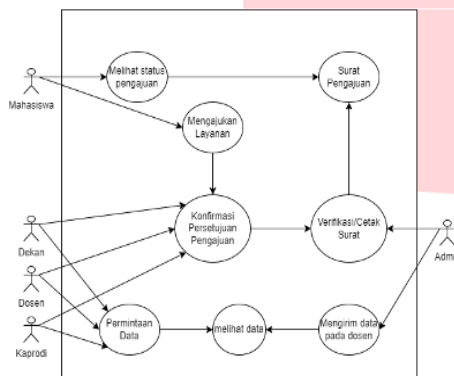 Melihat status
pengajuan
Surat
Pengajuan
Mahasiswa
Mengajukan
Layanan
Konfirmasi
Persetujuan
Pengajuan
Verifikasi/Cetak
Surat
Dekan
Admi
Dosen
Permintaan
Data
melihat data
Mengirim data
pada dosen
Kaprodi